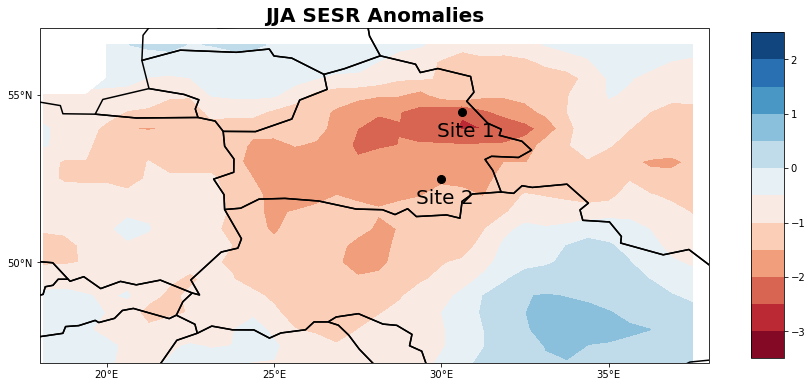 JJA SESR Anomalies
55°N
50°N
20°E
25°E
30°E
35°E
Site 1
Site 2
2
1
0
−1
−2
−3